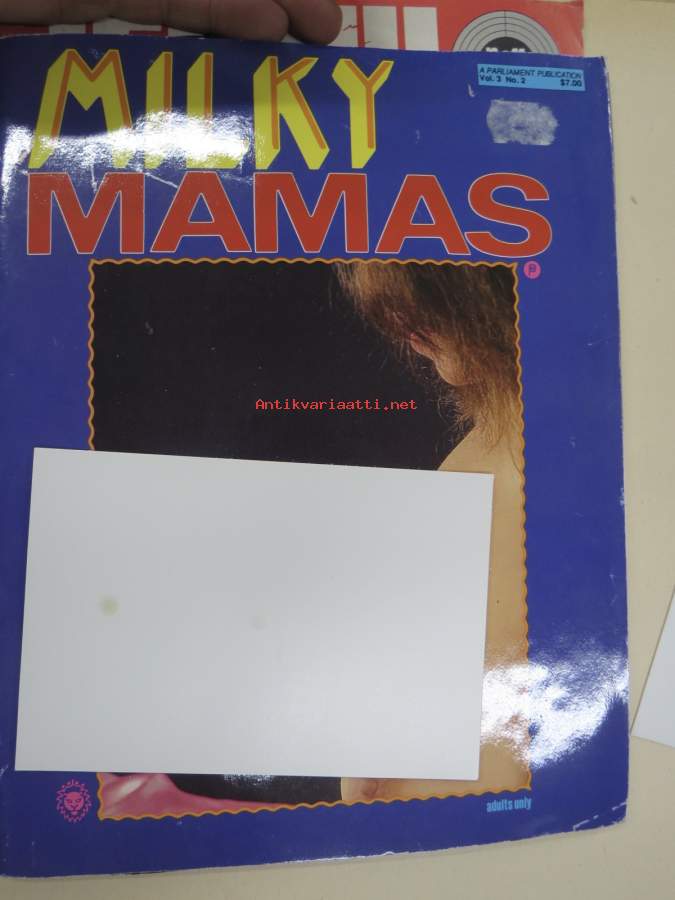 A PARLIAMENT PUBLICATION
Vol. 3 No. 2 $7.00
MILKY
MAMAS
Antikvariaatti.net
adults only